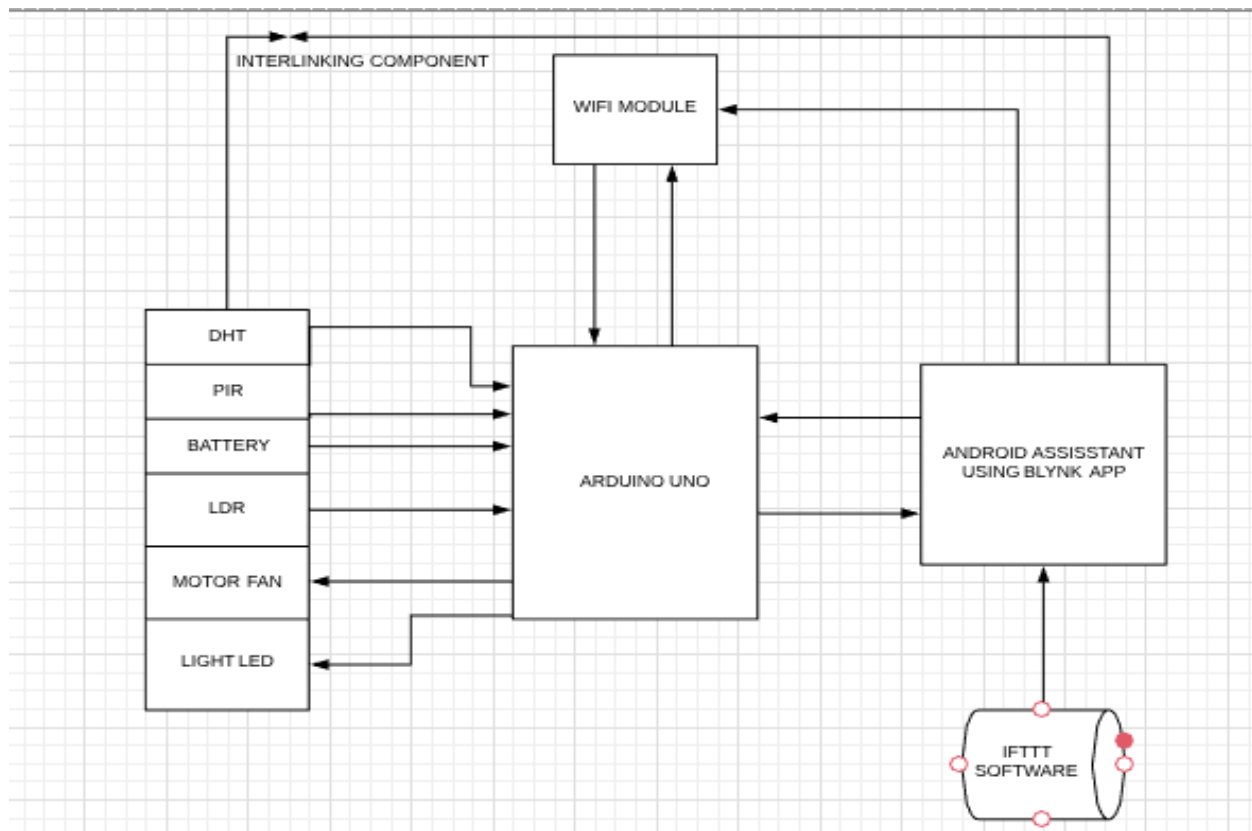 INTERLINKING COMPONENT
WIFI MODULE
DHT
PIR
BATTERY
LDR
MOTOR FAN
LIGHT LED
ARDUINO UNO
ANDROID ASSISSTANT
USING BLYNK APP
IFTTT
SOFTWARE